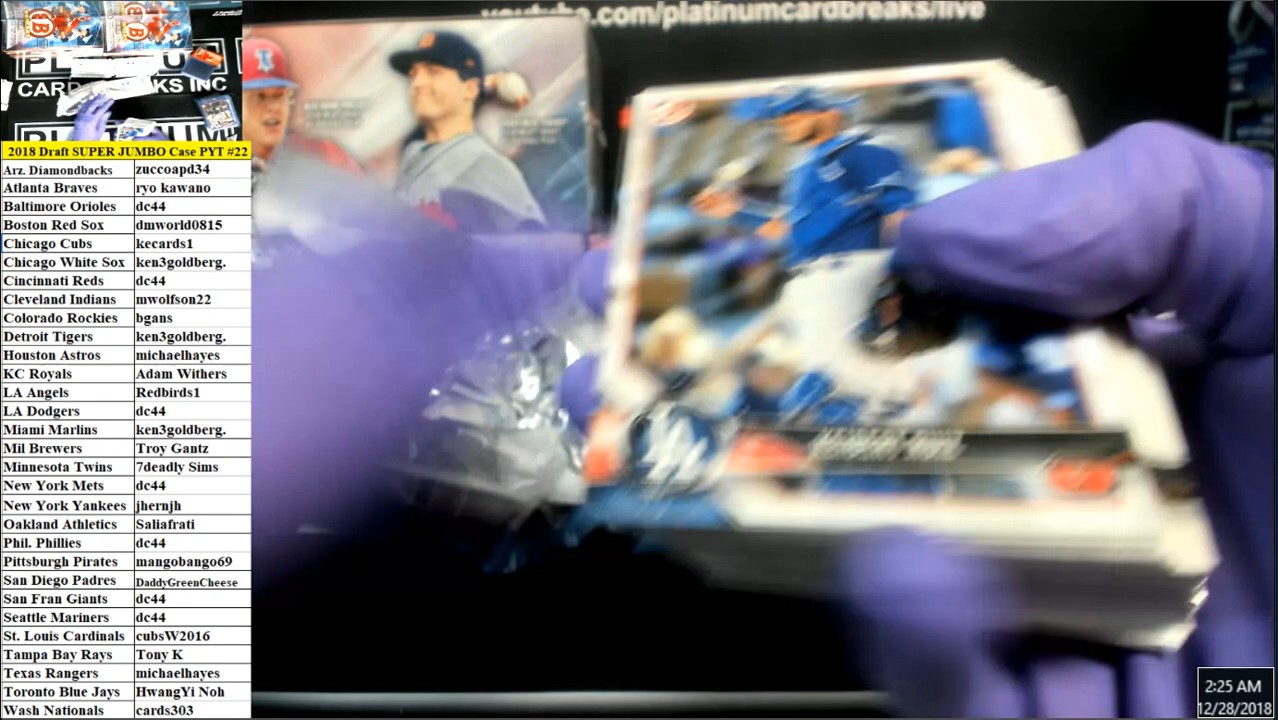 youtube.com/platinumcardbreaks/live
CARD BREAKS INC
2018 Draft SUPER JUMBO Case PYT #22
Arz. Diamondbacks zuccoapd34
Atlanta Braves ryo kawano
Baltimore Orioles dc44
Boston Red Sox dmworld0815
Chicago Cubs kecards1
Chicago White Sox ken3goldberg.
Cincinnati Reds dc44
Cleveland Indians mwolfson22
Colorado Rockies bgans
Detroit Tigers ken3goldberg.
Houston Astros michaelhayes
KC Royals Adam Withers
LA Angels Redbirds1
LA Dodgers dc44
Miami Marlins ken3goldberg.
Mil Brewers Troy Gantz
Minnesota Twins 7deadly Sims
New York Mets dc44
New York Yankees jhernjh
Oakland Athletics Saliafrati
Phil. Phillies dc44
Pittsburgh Pirates mangobango69
San Diego Padres DaddyGreenCheese
San Fran Giants dc44
Seattle Mariners dc44
St. Louis Cardinals cubsW2016
Tampa Bay Rays Tony K
Texas Rangers michaelhayes
Toronto Blue Jays HwangYi Noh
Wash Nationals cards303
2:25 AM
12/28/2018